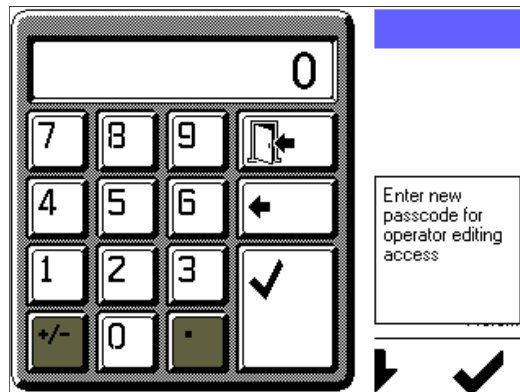 0
7 8 9
4 5 6
1 2 3
+/- 0 .
Enter new
passcode for
operator editing
access